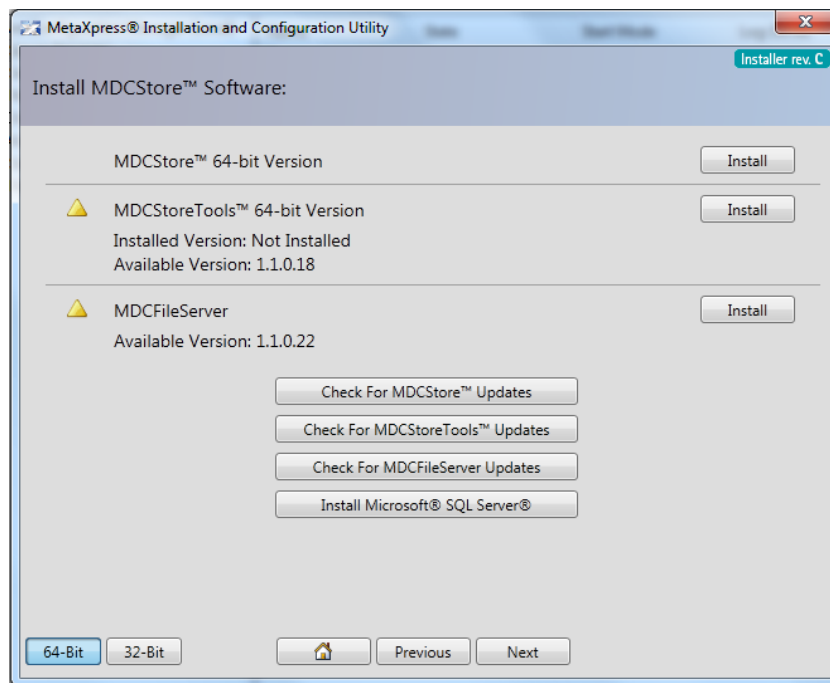 MetaXpress® Installation and Configuration Utility
Installer rev. C
Install MDCStore™ Software:
MDCStore™ 64-bit Version
Install
MDCStoreTools™ 64-bit Version
Install
Installed Version: Not Installed
Available Version: 1.1.0.18
MDCFileServer
Install
Available Version: 1.1.0.22
Check For MDCStore™ Updates
Check For MDCStoreTools™ Updates
Check For MDCFileServer Updates
Install Microsoft® SQL Server®
64-Bit
32-Bit
Previous
Next